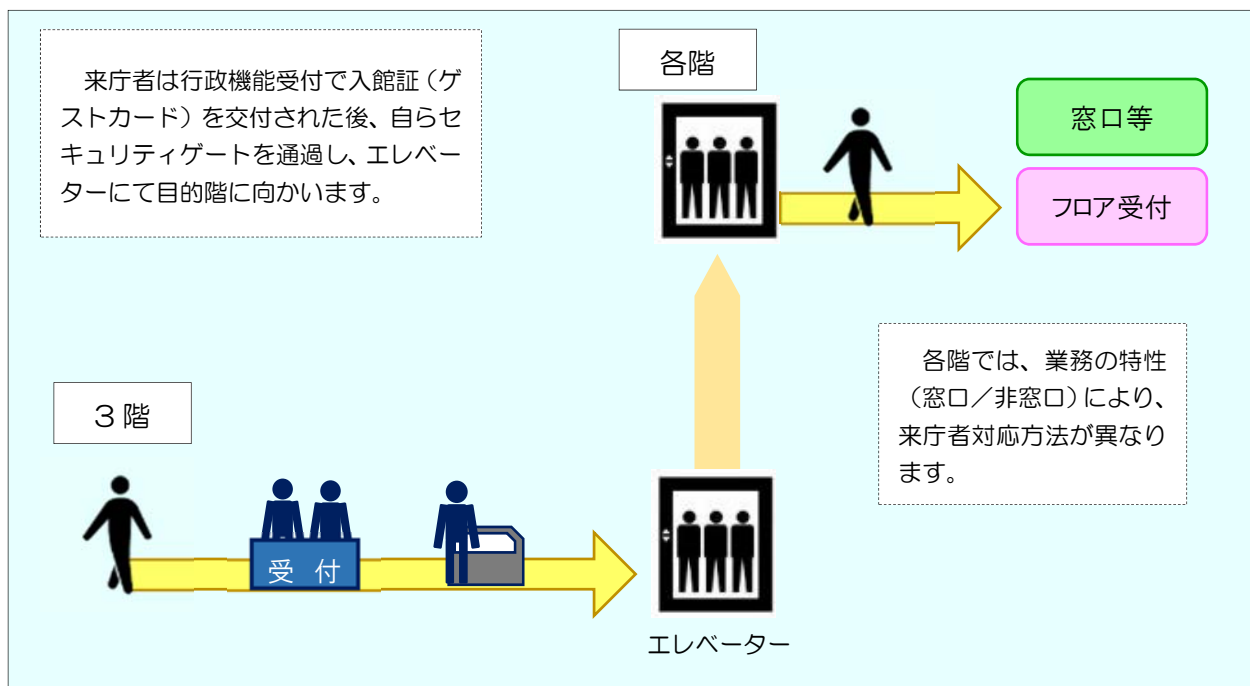 来庁者は行政機能受付で入館証（ゲ
ストカード）を交付された後、自らセ
キュリティゲートを通過し、エレベー
ターにて目的階に向かいます。
各階
窓口等
フロア受付
各階では、業務の特性
（窓口／非窓口）により、
来庁者対応方法が異なり
ます。
３階
受 付
エレベーター